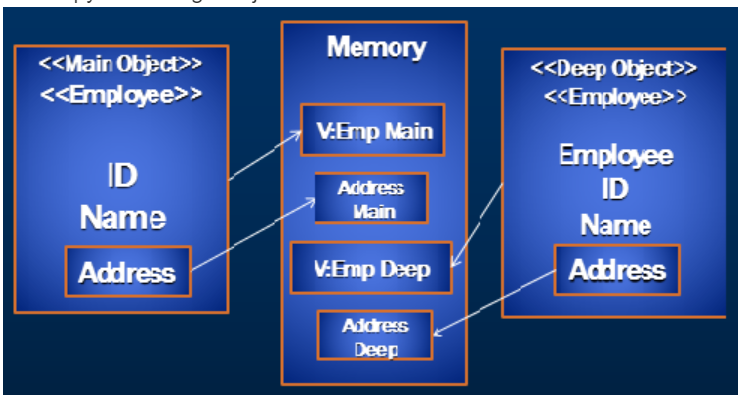 <<Main Object>>
<<Employee>>
ID
Name
Address
Memory
V:Emp Main
Address
Main
V:Emp Deep
Address
Deep
<<Deep Object>>
<<Employee>>
Employee
ID
Name
Address